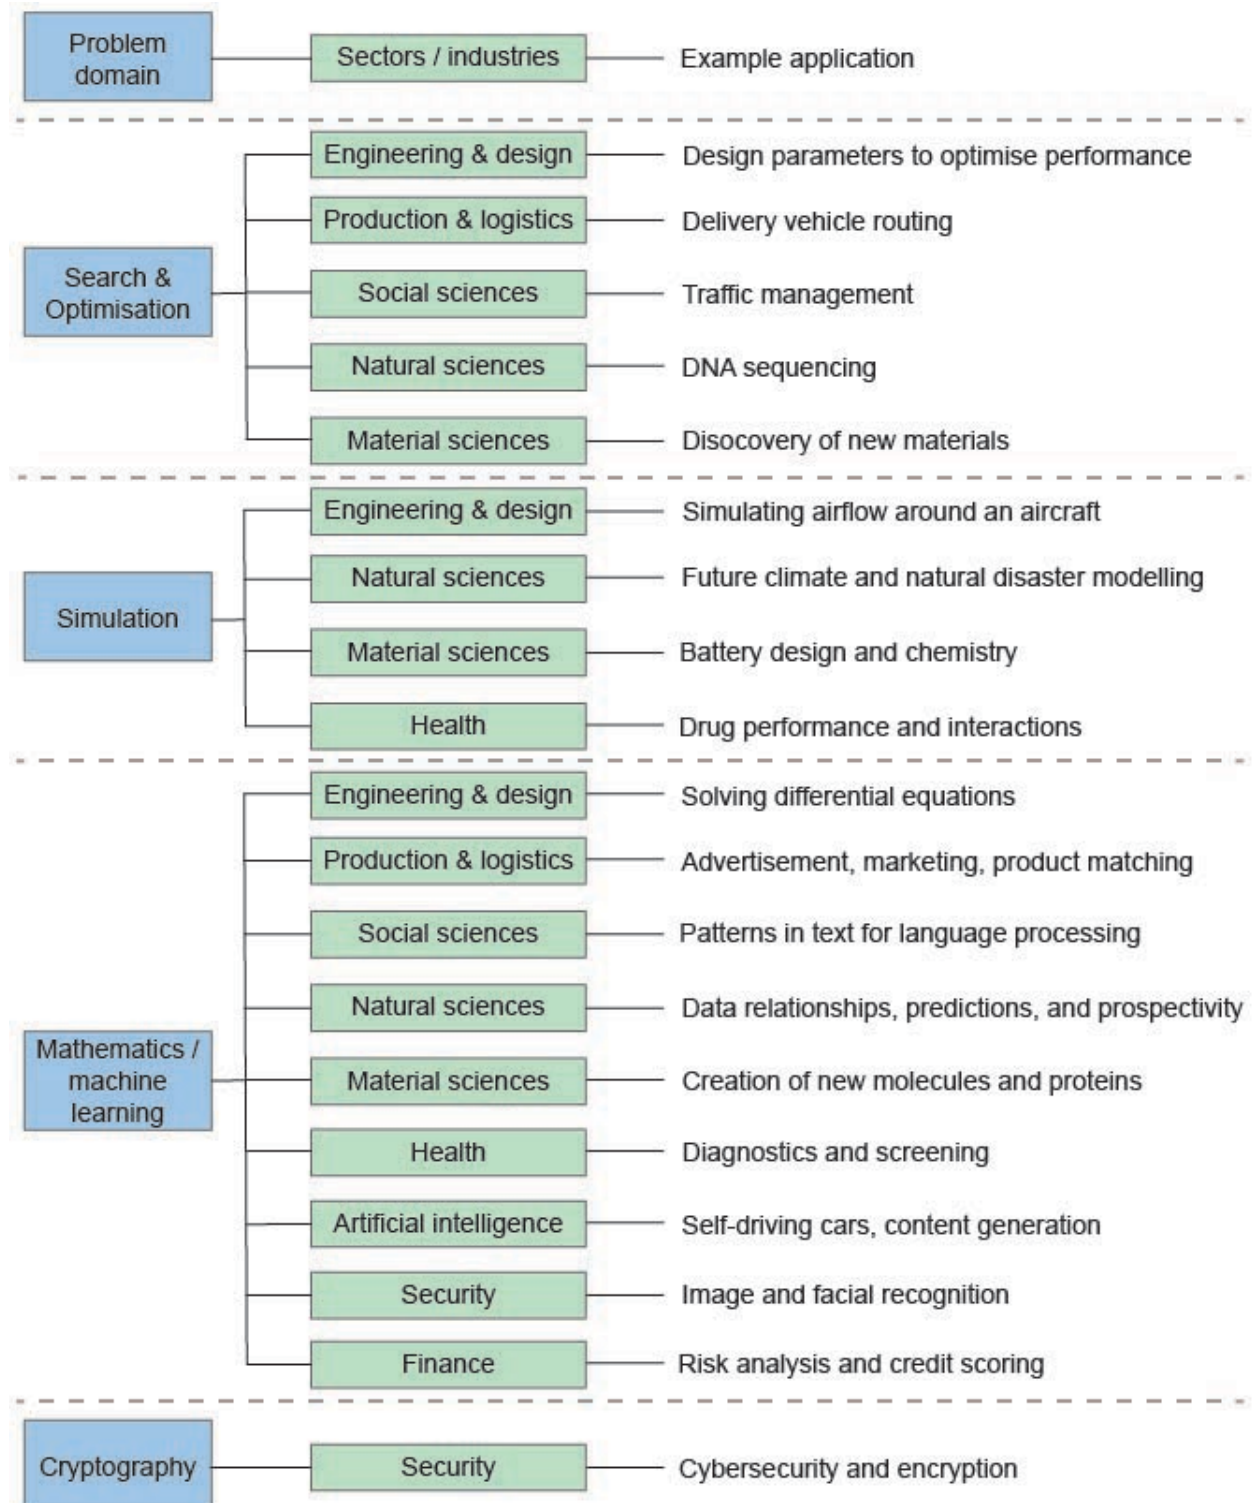 Problem
domain
Sectors / industries
Example application
Search &
Optimisation
Engineering & design
Design parameters to optimise performance
Production & logistics
Delivery vehicle routing
Social sciences
Traffic management
Natural sciences
DNA sequencing
Material sciences
Disocovery of new materials
Simulation
Engineering & design
Simulating airflow around an aircraft
Natural sciences
Future climate and natural disaster modelling
Material sciences
Battery design and chemistry
Health
Drug performance and interactions
Mathematics /
machine
learning
Engineering & design
Solving differential equations
Production & logistics
Advertisement, marketing, product matching
Social sciences
Patterns in text for language processing
Natural sciences
Data relationships, predictions, and prospectivity
Material sciences
Creation of new molecules and proteins
Health
Diagnostics and screening
Artificial intelligence
Self-driving cars, content generation
Security
Image and facial recognition
Finance
Risk analysis and credit scoring
Cryptography
Security
Cybersecurity and encryption